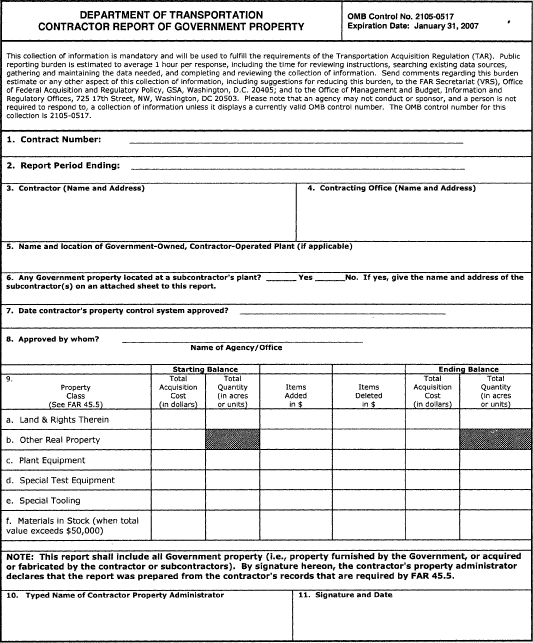 DEPARTMENT OF TRANSPORTATION
CONTRACTOR REPORT OF GOVERNMENT PROPERTY
OMB Control No. 2105-0517
Expiration Date: January 31, 2007
This collection of information is mandatory and will be used to fulfill the requirements of the Transportation Acquisition Regulation (TAR). Public
reporting burden is estimated to average 1 hour per response, including the time for reviewing instructions, searching existing data sources,
gathering and maintaining the data needed, and completing and reviewing the collection of information. Send comments regarding this burden
estimate or any other aspect of this collection of information, including suggestions for reducing this burden, to the FAR Secretariat (VRS), Office
of Federal Acquisition and Regulatory Policy, GSA, Washington, D.C. 20405; and to the Office of Management and Budget, Information and
Regulatory Offices, 725 17th Street, NW, Washington, DC 20503. Please note that an agency may not conduct or sponsor, and a person is not
required to respond to, a collection of information unless it displays a currently valid OMB control number. The OMB control number for this
collection is 2105-0517.
1. Contract Number:
2. Report Period Ending:
3. Contractor (Name and Address)
4. Contracting Office (Name and Address)
5. Name and location of Government-Owned, Contractor-Operated Plant (if applicable)
6. Any Government property located at a subcontractor's plant? ______ Yes ______No. If yes, give the name and address of the
subcontractor(s) on an attached sheet to this report.
7. Date contractor's property control system approved?
8. Approved by whom?
Name of Agency/Office
Starting Balance
Ending Balance
9.
Property
Class
(See FAR 45.5)
Total
Acquisition
Cost
(in dollars)
Total
Quantity
(in acres
or units)
Items
Added
in $
Items
Deleted
in $
Total
Acquisition
Cost
(in dollars)
Total
Quantity
(in acres
or units)
a. Land & Rights Therein
b. Other Real Property
c. Plant Equipment
d. Special Test Equipment
e. Special Tooling
f. Materials in Stock (when total
value exceeds $50,000)
NOTE: This report shall include all Government property (i.e., property furnished by the Government, or acquired
or fabricated by the contractor or subcontractors). By signature hereon, the contractor's property administrator
declares that the report was prepared from the contractor's records that are required by FAR 45.5.
10. Typed Name of Contractor Property Administrator
11. Signature and Date